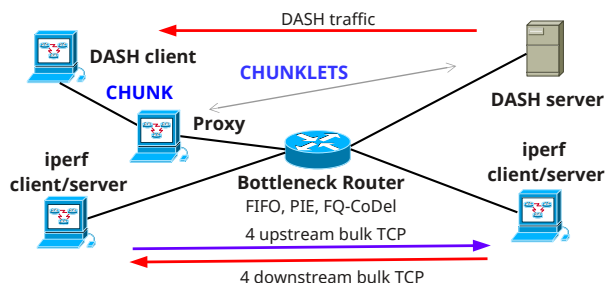 DASH traffic
DASH client
CHUNKLETS
CHUNK
DASH server
Proxy
iperf
client/server
iperf
client/server
Bottleneck Router
FIFO, PIE, FQ-CoDel
4 upstream bulk TCP
4 downstream bulk TCP